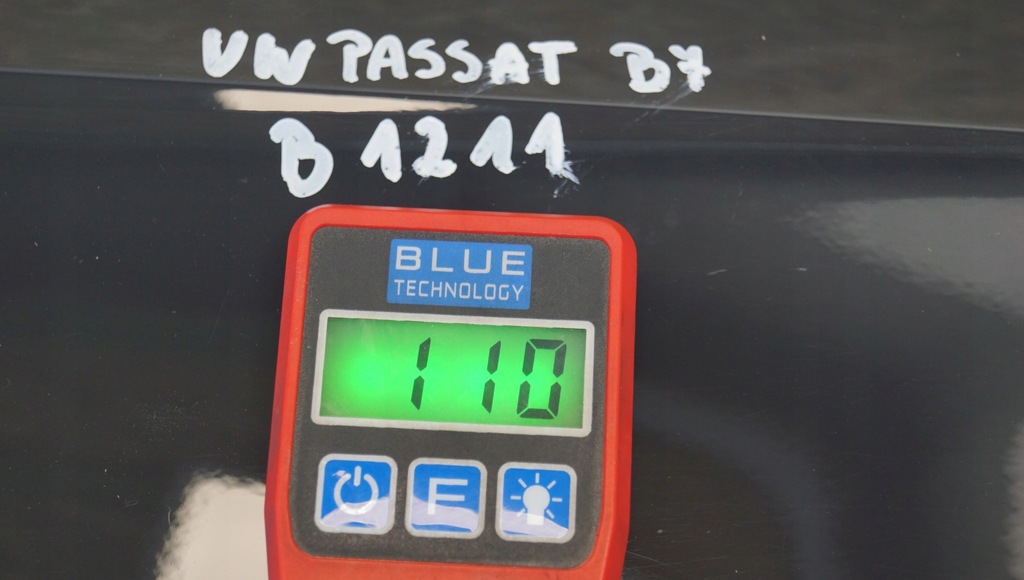 VW PASSAT B7
B 1211
BLUE
TECHNOLOGY
110
F